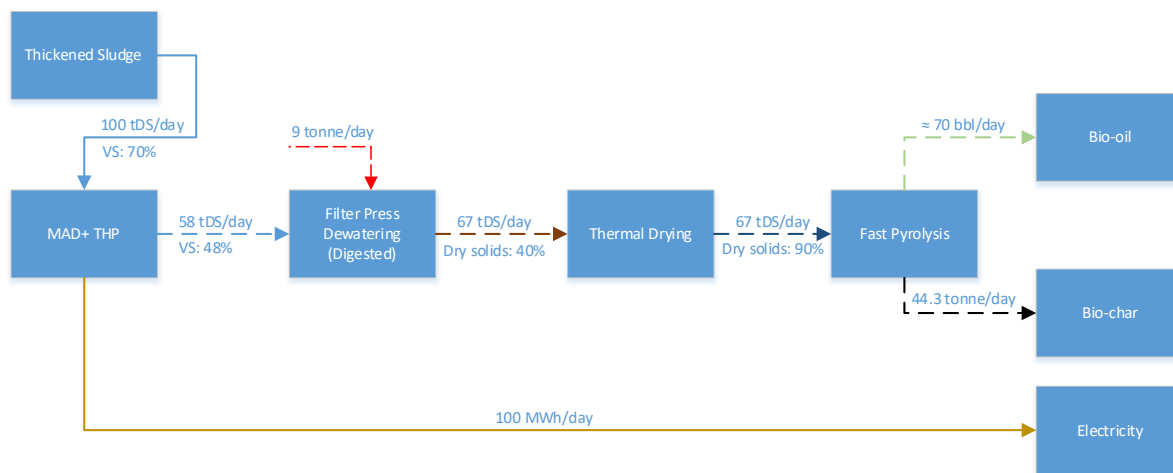 Thickened Sludge
100 tDS/day
VS: 70%
9 tonne/day
≈ 70 bbl/day
Bio-oil
MAD+ THP
58 tDS/day
VS: 48%
Filter Press
Dewatering
(Digested)
67 tDS/day
Dry solids: 40%
Thermal Drying
67 tDS/day
Dry solids: 90%
Fast Pyrolysis
44.3 tonne/day
Bio-char
100 MWh/day
Electricity